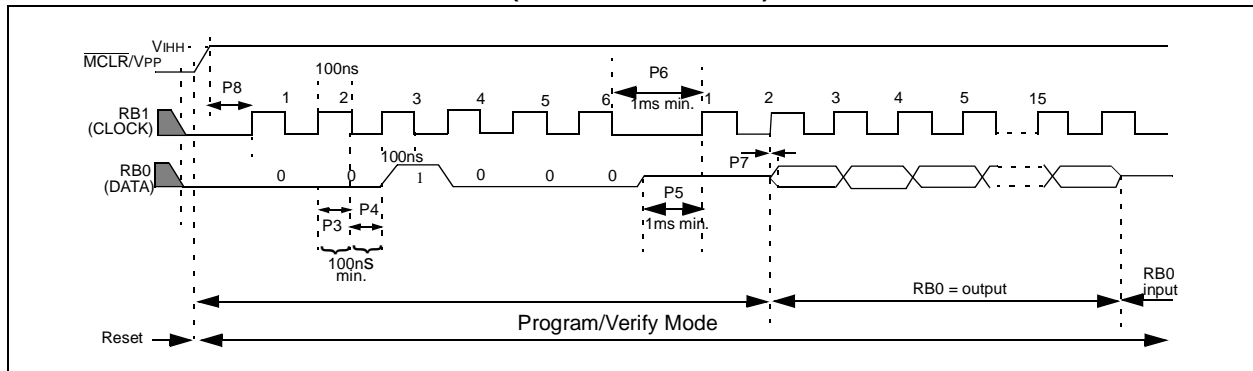 VIHH
MCLR/VPP
100ns
P8
P6
1ms min.
1 2 3 4 5 6 1 2 3 4 5 15
RB1
(CLOCK)
100ns
P7
RB0
(DATA)
0 0 1 0 0 0
P3
P4
P5
1ms min.
100nS
min.
RB0 = output
RB0
input
Program/Verify Mode
Reset